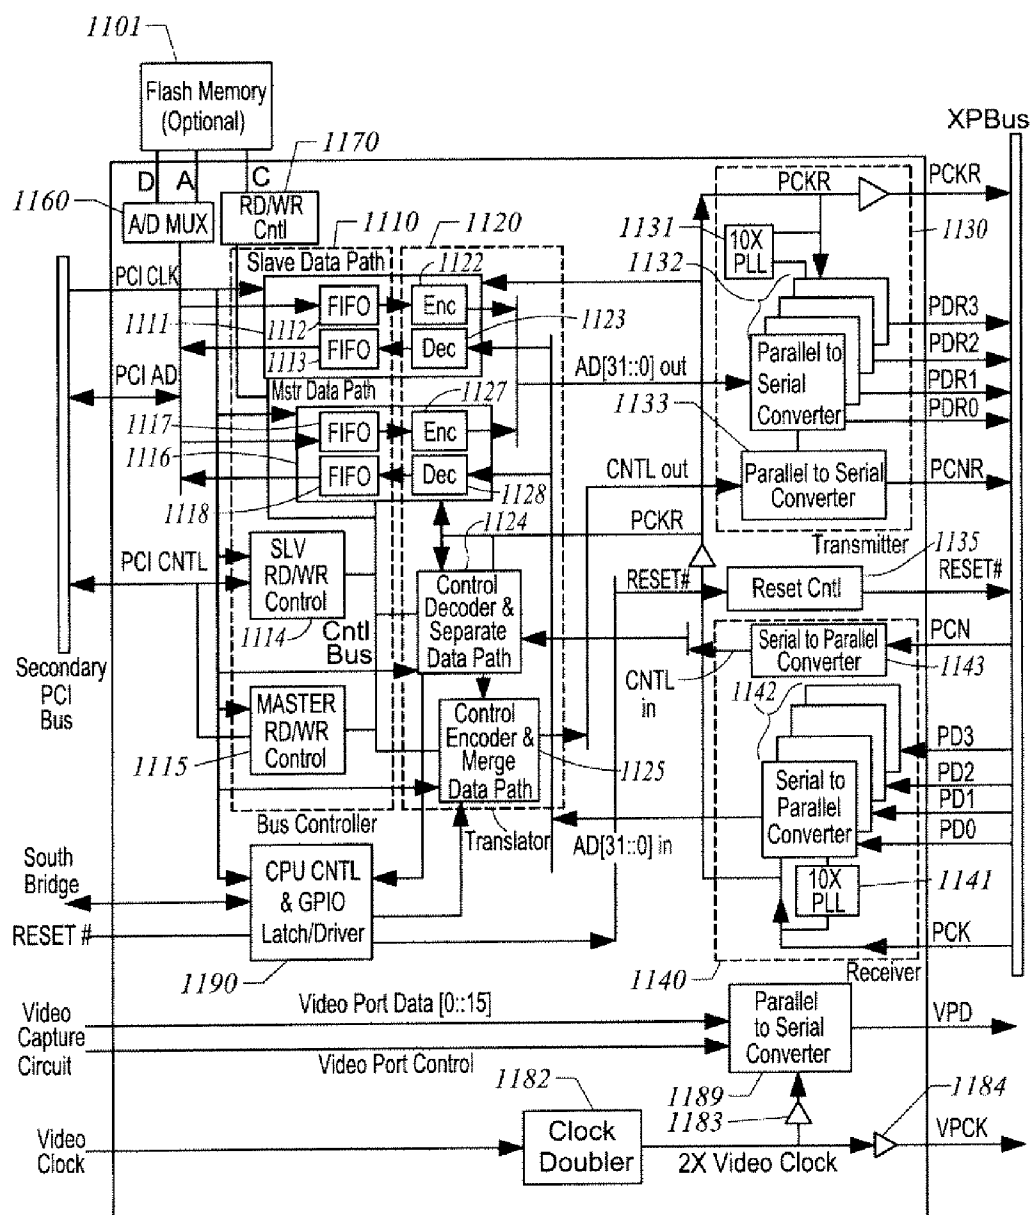 1101
Flash Memory
(Optional)
XPBus
1170
D
A
C
1160
A/D MUX
RD/WR
Cntl
1110
1120
PCKR
PCKR
1131
10X
PLL
1130
Slave Data Path
1122
1132
PCI CLK
FIFO
Enc
1111
1112
1123
PDR3
1113
FIFO
Dec
Parallel to
Serial
Converter
PDR2
PCI AD
Mstr Data Path
1127
AD[31::0] out
PDR1
1117
FIFO
Enc
1133
PDR0
1116
FIFO
Dec
CNTL out
Parallel to Serial
Converter
PCNR
1118
1128
1124
PCKR
Transmitter
1135
PCI CNTL
SLV
RD/WR
Control
1114
Control
Decoder &
Separate
Data Path
RESET#
Reset Cntl
RESET#
Cntl
Bus
Serial to Parallel
Converter
PCN
1143
Secondary
PCI
Bus
CNTL
in
1142
MASTER
RD/WR
Control
1115
Control
Encoder &
Merge
Data Path
1125
PD3
Serial to
Parallel
Converter
PD2
PD1
PD0
Bus Controller
Translator
AD[31::0] in
South
Bridge
CPU CNTL
& GPIO
Latch/Driver
10X
PLL
1141
RESET #
PCK
1190
1140
Receiver
Video
Capture
Circuit
Video Port Data [0::15]
Parallel
to Serial
Converter
VPD
Video Port Control
1182
1189
1183
1184
Video
Clock
Clock
Doubler
2X Video Clock
VPCK